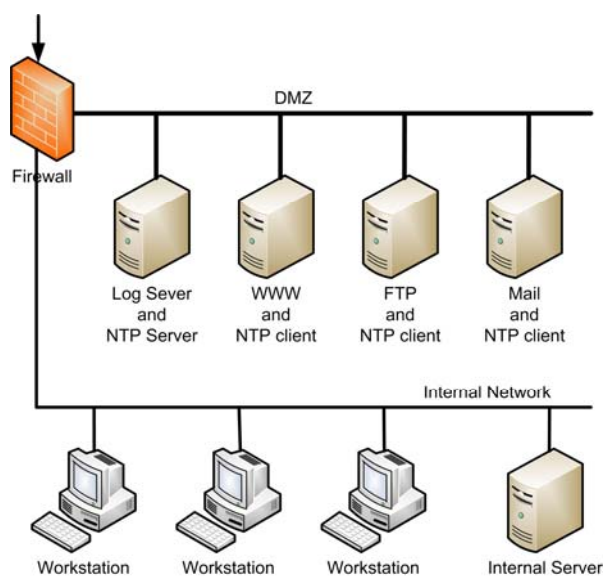 DMZ
Firewall
Log Sever
and
NTP Server
WWW
and
NTP client
FTP
and
NTP client
Mail
and
NTP client
Internal Network
Workstation
Workstation
Workstation
Internal Server